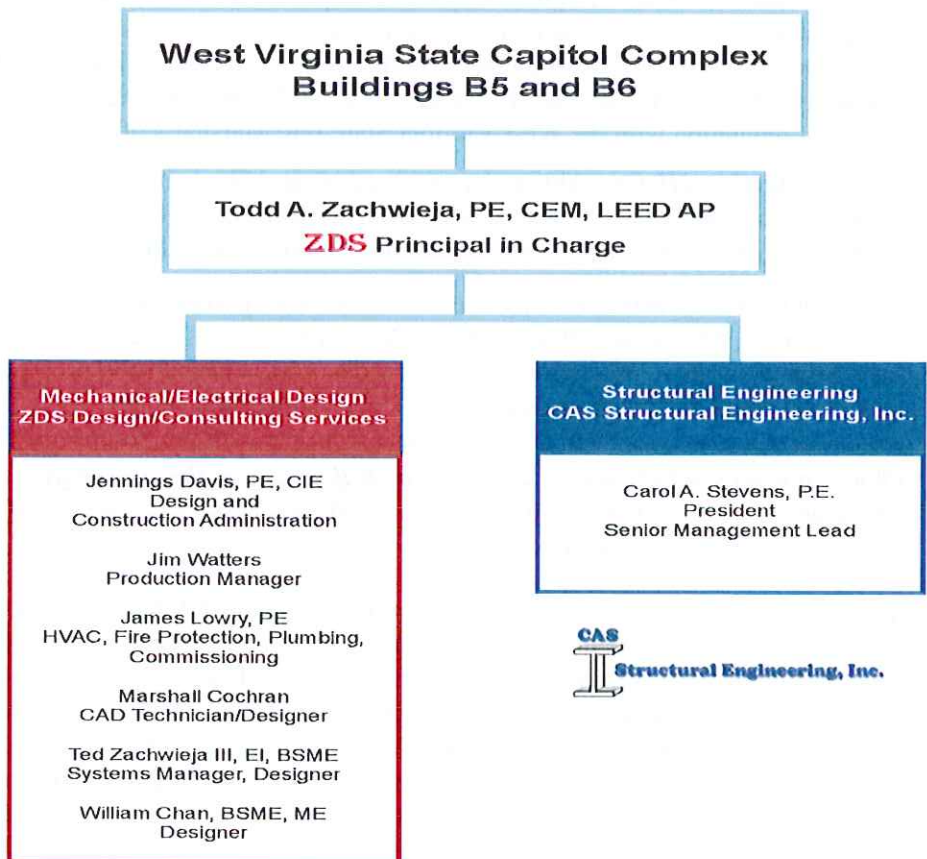 West Virginia State Capitol Complex
Buildings B5 and B6
Todd A. Zachwieja, PE, CEM, LEED AP
ZDS Principal in Charge
Mechanical/Electrical Design
ZDS Design/Consulting Services
Jennings Davis, PE, CIE
Design and
Construction Administration
Jim Watters
Production Manager
James Lowry, PE
HVAC, Fire Protection, Plumbing,
Commissioning
Marshall Cochran
CAD Technician/Designer
Ted Zachwieja III, EI, BSME
Systems Manager, Designer
William Chan, BSME, ME
Designer
Structural Engineering
CAS Structural Engineering, Inc.
Carol A. Stevens, P.E.
President
Senior Management Lead
CAS
Structural Engineering, Inc.